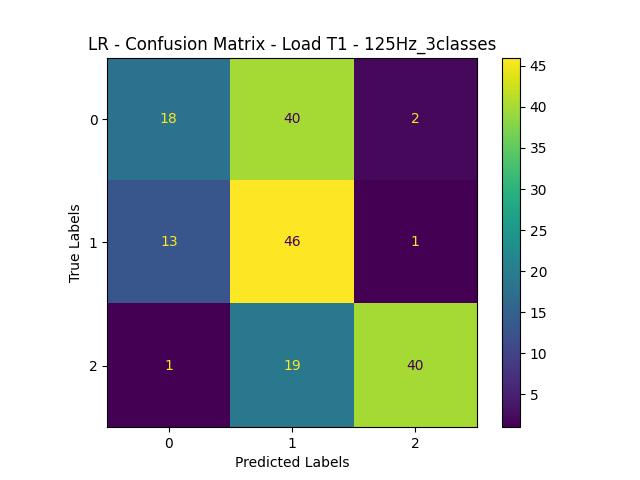 LR - Confusion Matrix - Load T1 - 125Hz_3classes
0 18 40 2
1 13 46 1
2 1 19 40
0 1 2
Predicted Labels
True Labels
45
40
35
30
25
20
15
10
5